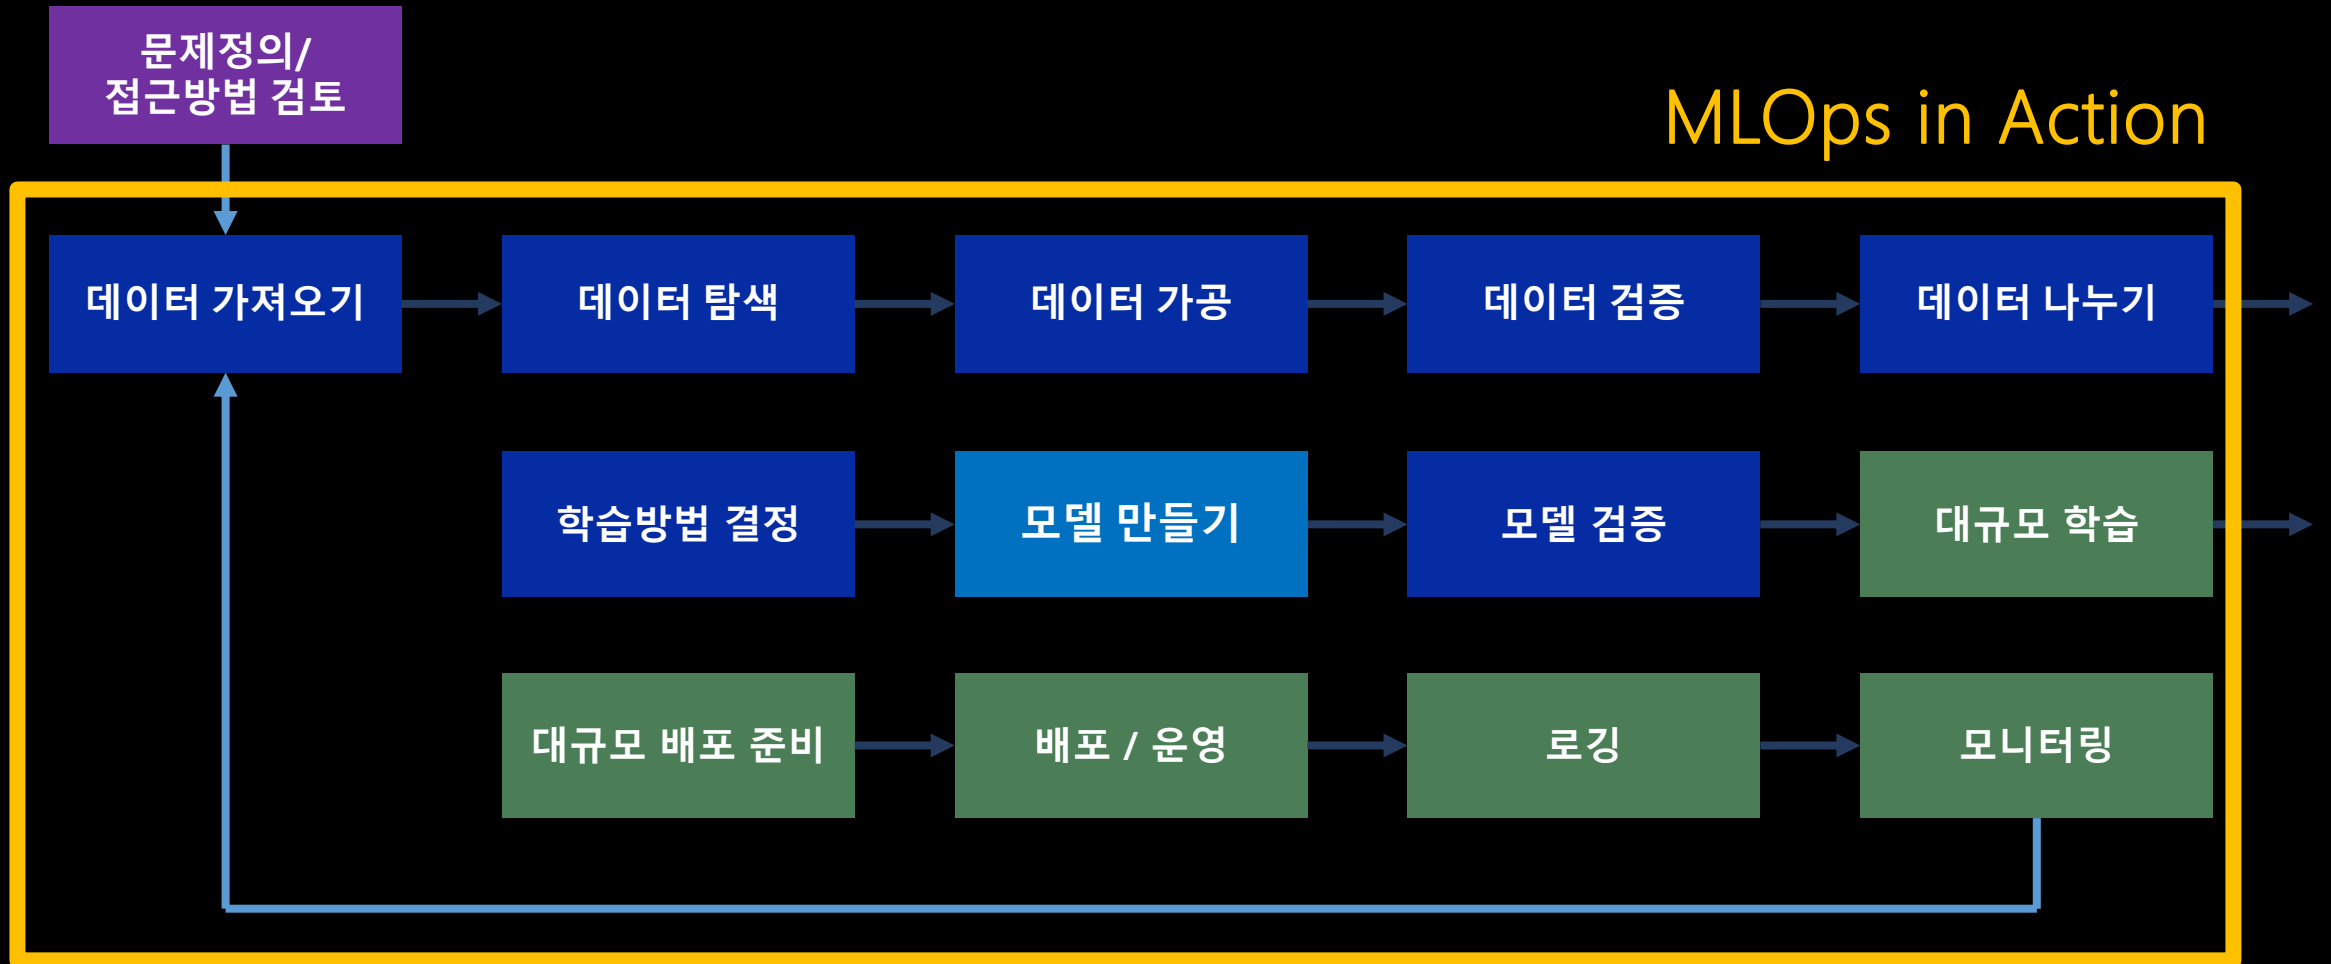 문제정의/
접근방법 검토
MLOps in Action
데이터 가져오기
데이터 탐색
데이터 가공
데이터 검증
데이터 나누기
학습방법 결정
모델 만들기
모델 검증
대규모 학습
대규모 배포 준비
배포 / 운영
로깅
모니터링